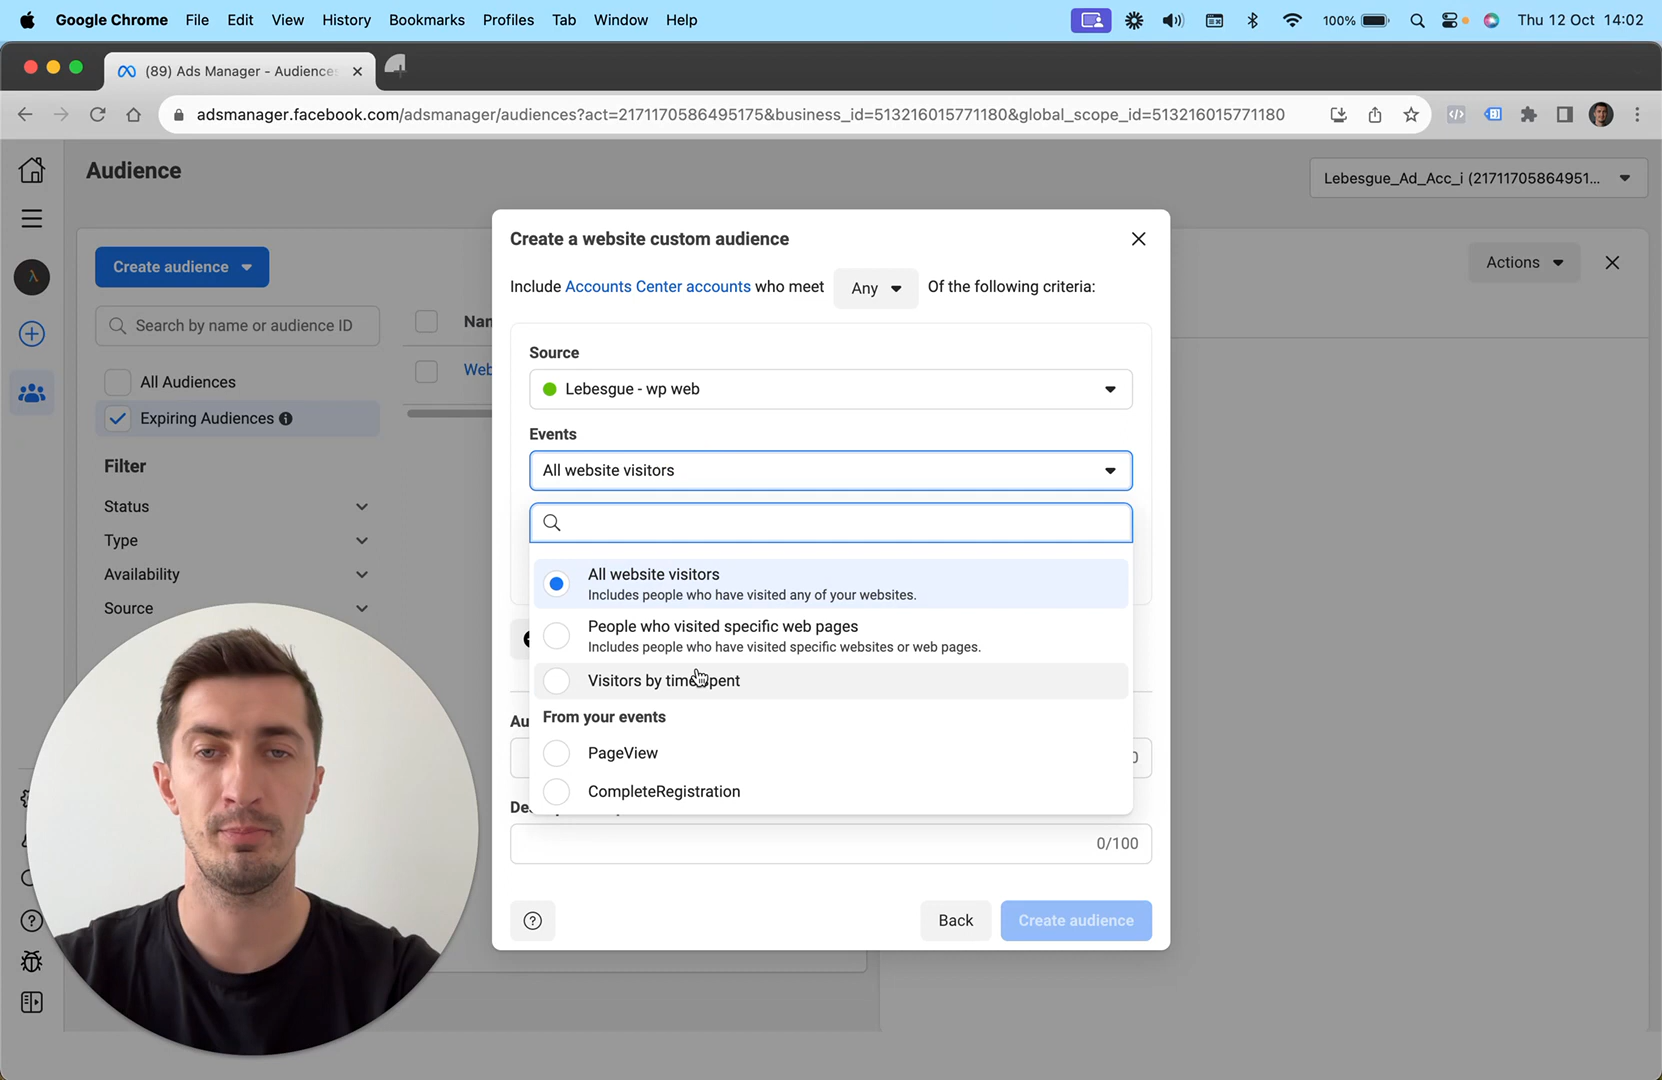 Google Chrome File Edit View History Bookmarks Profiles Tab Window Help 100% Thu 12 Oct 14:02
(89) Ads Manager - Audiences
adsmanager.facebook.com/adsmanager/audiences?act=2171170586495175&business_id=513216015771180&global_scope_id=513216015771180
Audience
Lebesgue_Ad_Acc_i (21711705864951...
Create audience
Actions
Search by name or audience ID
Nan
Web
All Audiences
Expiring Audiences
Filter
Status
Type
Availability
Source
Create a website custom audience
Include Accounts Center accounts who meet Any Of the following criteria:
Source
Lebesgue - wp web
Events
All website visitors
All website visitors
Includes people who have visited any of your websites.
People who visited specific web pages
Includes people who have visited specific websites or web pages.
Visitors by time spent
From your events
PageView
CompleteRegistration
Au
0/100
Back Create audience